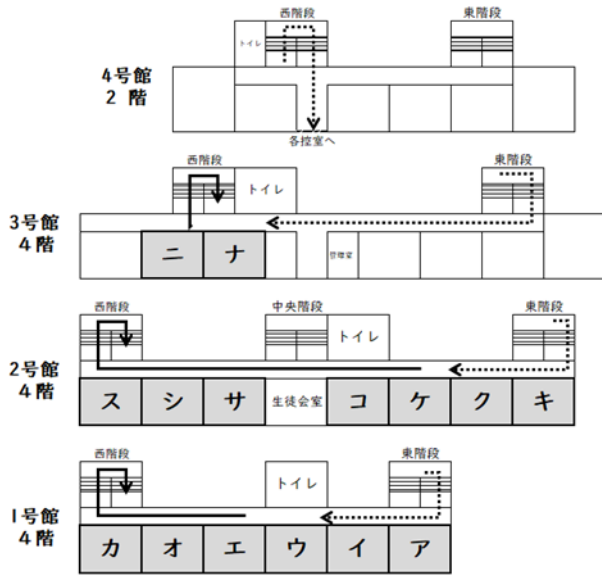 西階段 東階段
トイレ
4号館
2 階
各控室へ
西階段 東階段
トイレ
3号館
4階
ニ ナ 管理室
西階段 中央階段 東階段
トイレ
2号館
4階
ス シ サ 生徒会室 コ ケ ク キ
西階段 東階段
トイレ
1号館
4階
カ オ エ ウ イ ア